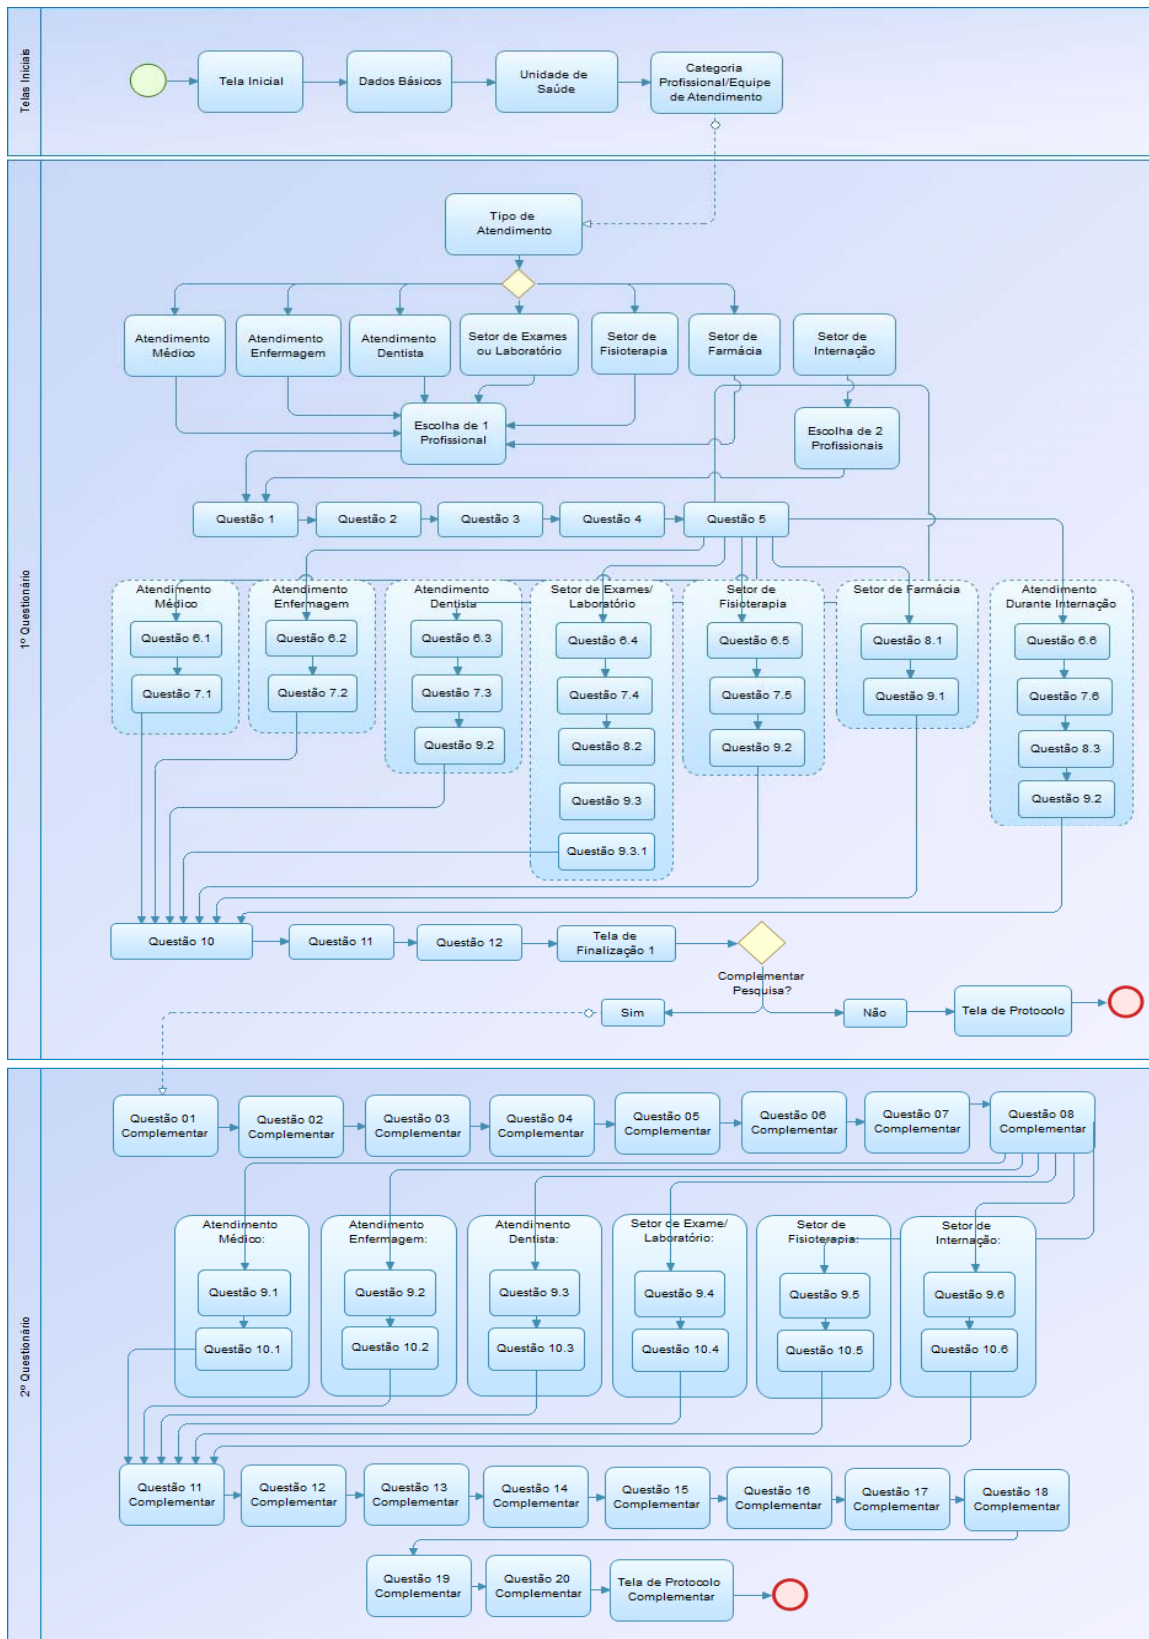 Telas Iniciais
Tela Inicial
Dados Básicos
Unidade de
Saúde
Categoria
Profissional/Equipe
de Atendimento
1º Questionário
Tipo de
Atendimento
Atendimento
Médico
Atendimento
Enfermagem
Atendimento
Dentista
Setor de Exames
ou Laboratório
Setor de
Fisioterapia
Setor de
Farmácia
Setor de
Internação
Escolha de 1
Profissional
Escolha de 2
Profissionais
Questão 1
Questão 2
Questão 3
Questão 4
Questão 5
Atendimento
Médico
Questão 6.1
Questão 7.1
Atendimento
Enfermagem
Questão 6.2
Questão 7.2
Atendimento
Dentista
Questão 6.3
Questão 7.3
Questão 9.2
Setor de Exames/
Laboratório
Questão 6.4
Questão 7.4
Questão 8.2
Questão 9.3
Questão 9.3.1
Setor de
Fisioterapia
Questão 6.5
Questão 7.5
Questão 9.2
Setor de Farmácia
Questão 8.1
Questão 9.1
Atendimento
Durante Internação
Questão 6.6
Questão 7.6
Questão 8.3
Questão 9.2
Questão 10
Questão 11
Questão 12
Tela de
Finalização 1
Complementar
Pesquisa?
Sim
Não
Tela de Protocolo
2º Questionário
Questão 01
Complementar
Questão 02
Complementar
Questão 03
Complementar
Questão 04
Complementar
Questão 05
Complementar
Questão 06
Complementar
Questão 07
Complementar
Questão 08
Complementar
Atendimento
Médico:
Questão 9.1
Questão 10.1
Atendimento
Enfermagem:
Questão 9.2
Questão 10.2
Atendimento
Dentista:
Questão 9.3
Questão 10.3
Setor de Exame/
Laboratório:
Questão 9.4
Questão 10.4
Setor de
Fisioterapia:
Questão 9.5
Questão 10.5
Setor de
Internação:
Questão 9.6
Questão 10.6
Questão 11
Complementar
Questão 12
Complementar
Questão 13
Complementar
Questão 14
Complementar
Questão 15
Complementar
Questão 16
Complementar
Questão 17
Complementar
Questão 18
Complementar
Questão 19
Complementar
Questão 20
Complementar
Tela de Protocolo
Complementar